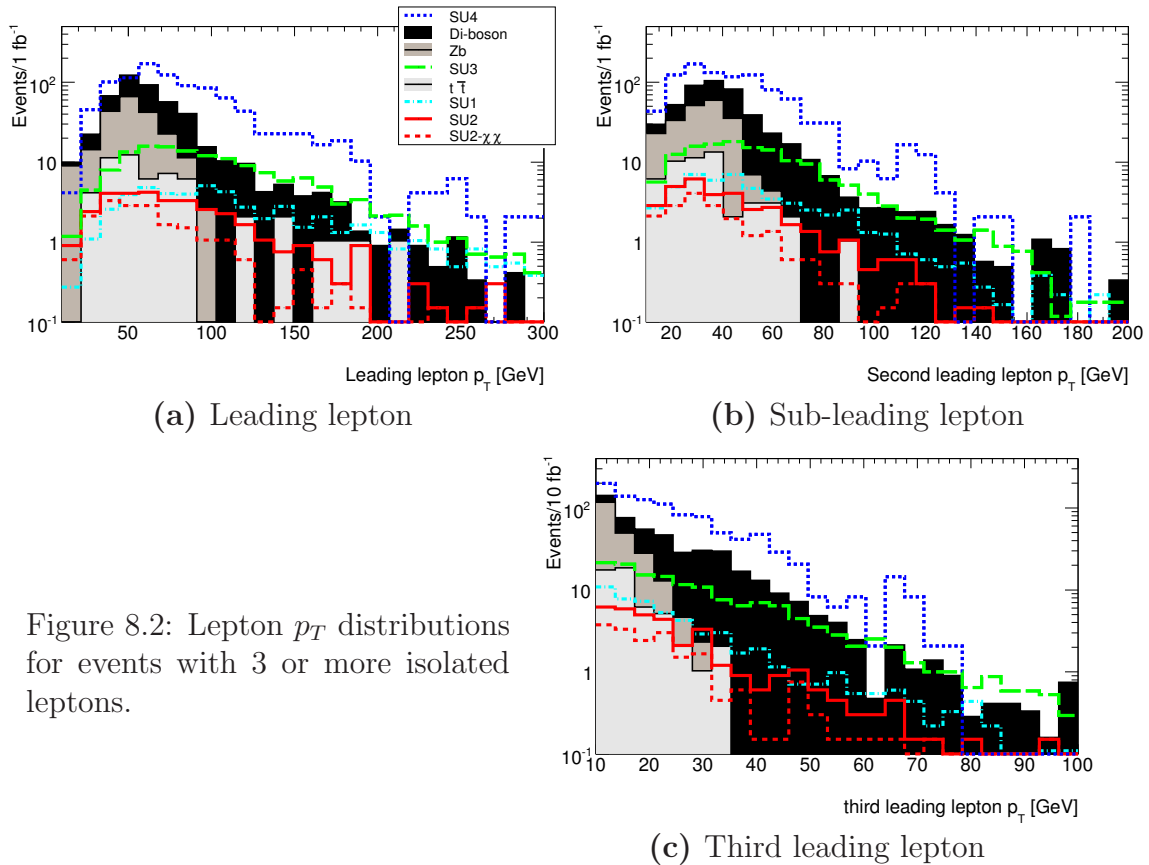 Events/1 fb⁻¹
10²
10
1
10⁻¹
50 100 150 200 250 300
Leading lepton p_T [GeV]
SU4
Di-boson
Zb
SU3
t t̅
SU1
SU2
SU2-χχ
(a) Leading lepton
Events/1 fb⁻¹
10²
10
1
10⁻¹
20 40 60 80 100 120 140 160 180 200
Second leading lepton p_T [GeV]
(b) Sub-leading lepton
Events/10 fb⁻¹
10²
10
1
10⁻¹
10 20 30 40 50 60 70 80 90 100
third leading lepton p_T [GeV]
(c) Third leading lepton
Figure 8.2: Lepton p_T distributions
for events with 3 or more isolated
leptons.